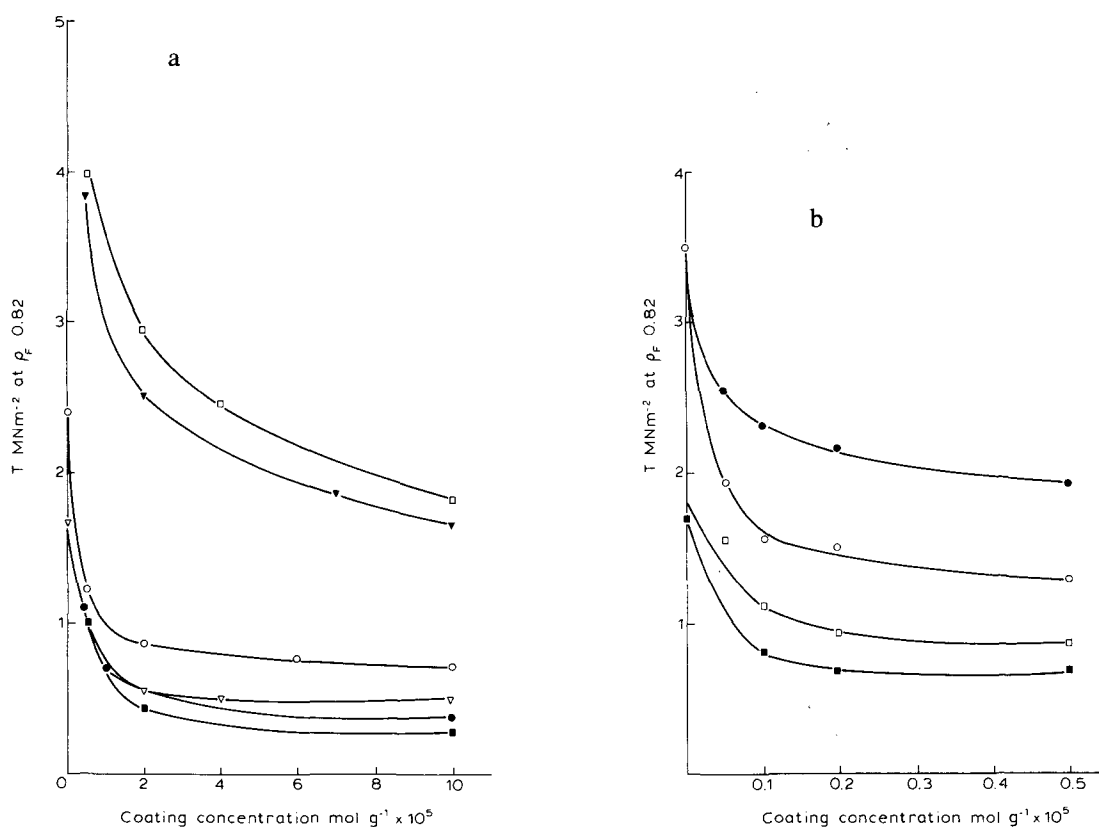 a
5
4
3
2
1
T MNm⁻² at ρF 0.82
0 2 4 6 8 10
Coating concentration mol g⁻¹ × 10⁵
b
4
3
2
1
T MNm⁻² at ρF 0.82
0.1 0.2 0.3 0.4 0.5
Coating concentration mol g⁻¹ × 10⁵